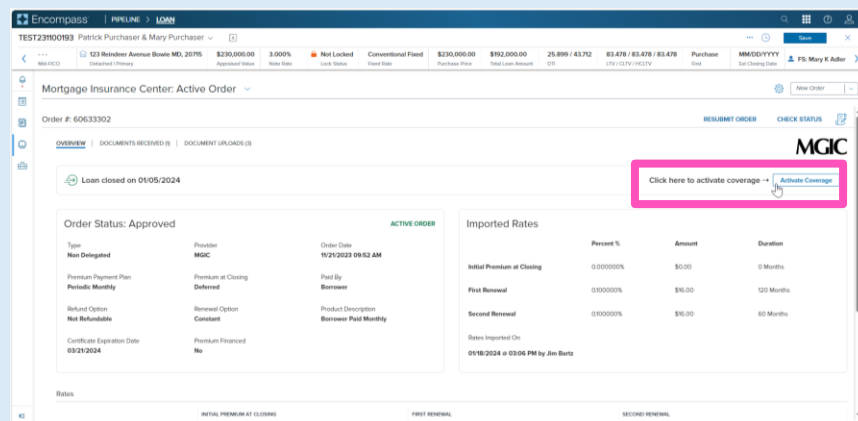 Encompass PIPELINE > LOAN
TEST231100193 Patrick Purchaser & Mary Purchaser
--- 123 Reindeer Avenue Bowie MD, 20715 $230,000.00 3.000% Not Locked Conventional Fixed $230,000.00 $192,000.00 25.899 / 43.712 83.478 / 83.478 / 83.478 Purchase MM/DD/YYYY FS: Mary K Adler
Mid-FICO Detached | Primary Appraised Value Note Rate Lock Status Fixed Rate Purchase Price Total Loan Amount DTI LTV / CLTV / HCLTV First Est Closing Date
Save
Mortgage Insurance Center: Active Order
New Order
Order #: 60633302
RESUBMIT ORDER CHECK STATUS
OVERVIEW | DOCUMENTS RECEIVED (1) | DOCUMENT UPLOADS (3)
MGIC
Loan closed on 01/05/2024
Click here to activate coverage → Activate Coverage
Order Status: Approved ACTIVE ORDER
Type Provider Order Date
Non Delegated MGIC 11/21/2023 09:52 AM
Premium Payment Plan Premium at Closing Paid By
Periodic Monthly Deferred Borrower
Refund Option Renewal Option Product Description
Not Refundable Constant Borrower Paid Monthly
Certificate Expiration Date Premium Financed
03/21/2024 No
Imported Rates
Percent % Amount Duration
Initial Premium at Closing 0.000000% $0.00 0 Months
First Renewal 0.100000% $16.00 120 Months
Second Renewal 0.100000% $16.00 60 Months
Rates Imported On
01/18/2024 @ 03:06 PM by Jim Bertz
Rates
INITIAL PREMIUM AT CLOSING FIRST RENEWAL SECOND RENEWAL